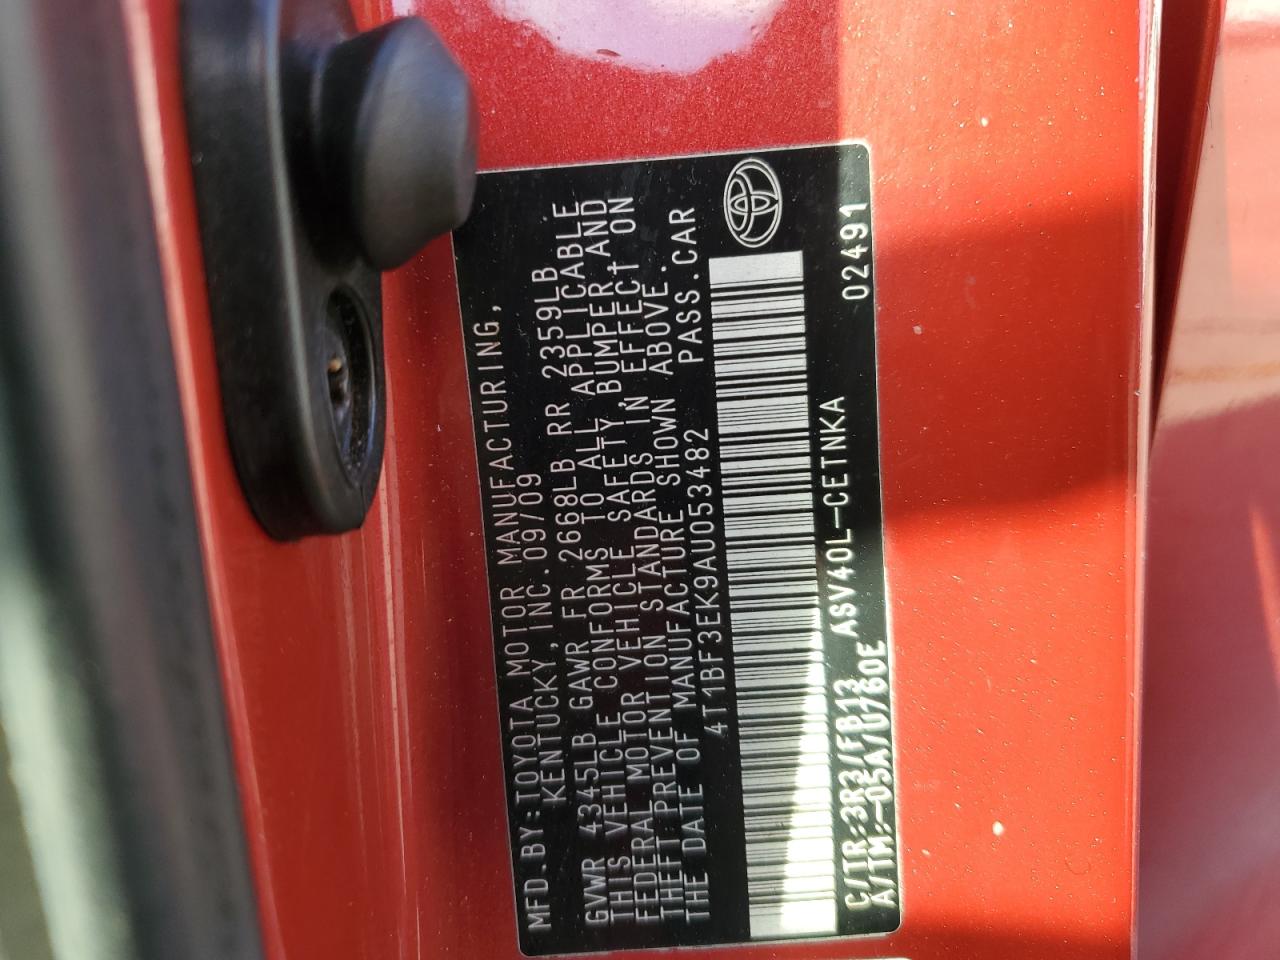 MFD.BY:TOYOTA MOTOR MANUFACTURING,
KENTUCKY, INC. 09/09
GVWR 4345LB GAWR FR 2668LB RR 2359LB
THIS VEHICLE CONFORMS TO ALL APPLICABLE
FEDERAL MOTOR VEHICLE SAFETY,BUMPER,AND
THEFT PREVENTION STANDARDS IN EFFECT ON
THE DATE OF MANUFACTURE SHOWN ABOVE.
4T1BF3EK9AU053482 PASS.CAR
C/TR:3R3/FB13 ASV40L-CETNKA 02491
A/TM:-05A/U760E